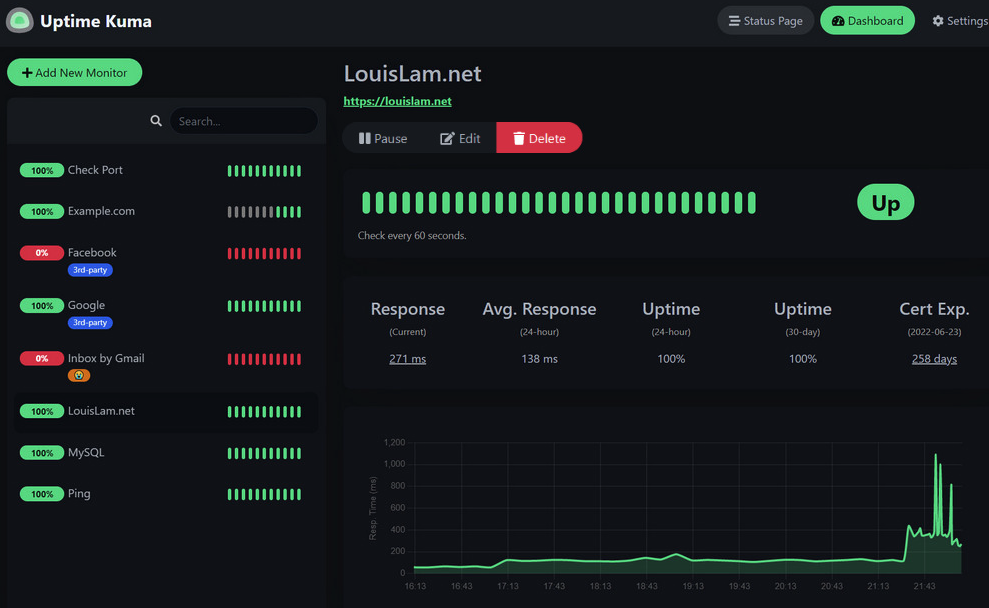 Uptime Kuma
Status Page
Dashboard
Settings
Add New Monitor
Search...
100% Check Port
100% Example.com
0% Facebook
3rd-party
100% Google
3rd-party
0% Inbox by Gmail
100% LouisLam.net
100% MySQL
100% Ping
LouisLam.net
https://louislam.net
Pause Edit Delete
Up
Check every 60 seconds.
Response Avg. Response Uptime Uptime Cert Exp.
(Current) (24-hour) (24-hour) (30-day) (2022-06-23)
271 ms 138 ms 100% 100% 258 days
Resp. Time (ms)
1,200
1,000
800
600
400
200
0
16:13 16:43 17:13 17:43 18:13 18:43 19:13 19:43 20:13 20:43 21:13 21:43